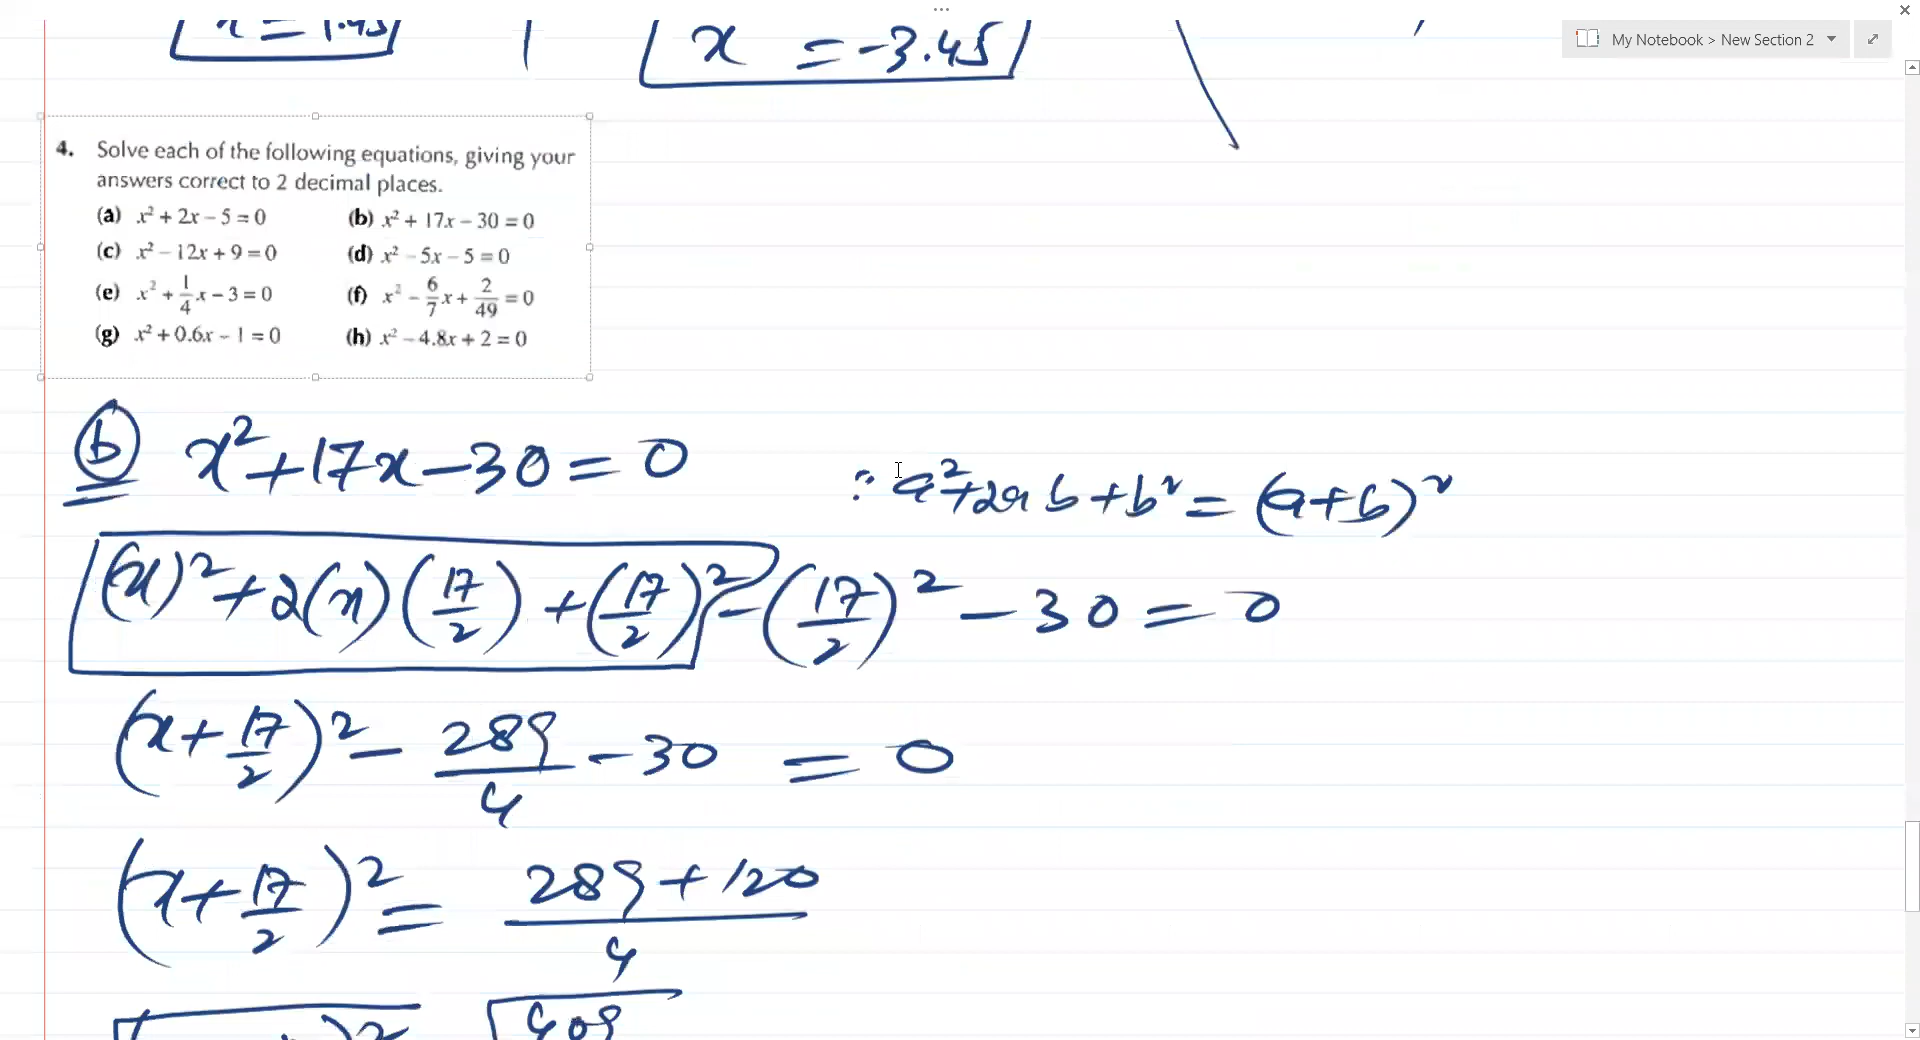 x = 1.45
x = -3.45
My Notebook > New Section 2
4. Solve each of the following equations, giving your
answers correct to 2 decimal places.
(a) x² + 2x – 5 = 0 (b) x² + 17x – 30 = 0
(c) x² – 12x + 9 = 0 (d) x² – 5x – 5 = 0
(e) x² + 1/4 x – 3 = 0 (f) x² – 6/7 x + 2/49 = 0
(g) x² + 0.6x – 1 = 0 (h) x² – 4.8x + 2 = 0
(b) x² + 17x – 30 = 0
∵ a² + 2ab + b² = (a+b)²
(x)² + 2(x)(17/2) + (17/2)² – (17/2)² – 30 = 0
(x + 17/2)² – 289/4 – 30 = 0
(x + 17/2)² = (289 + 120)/4
409